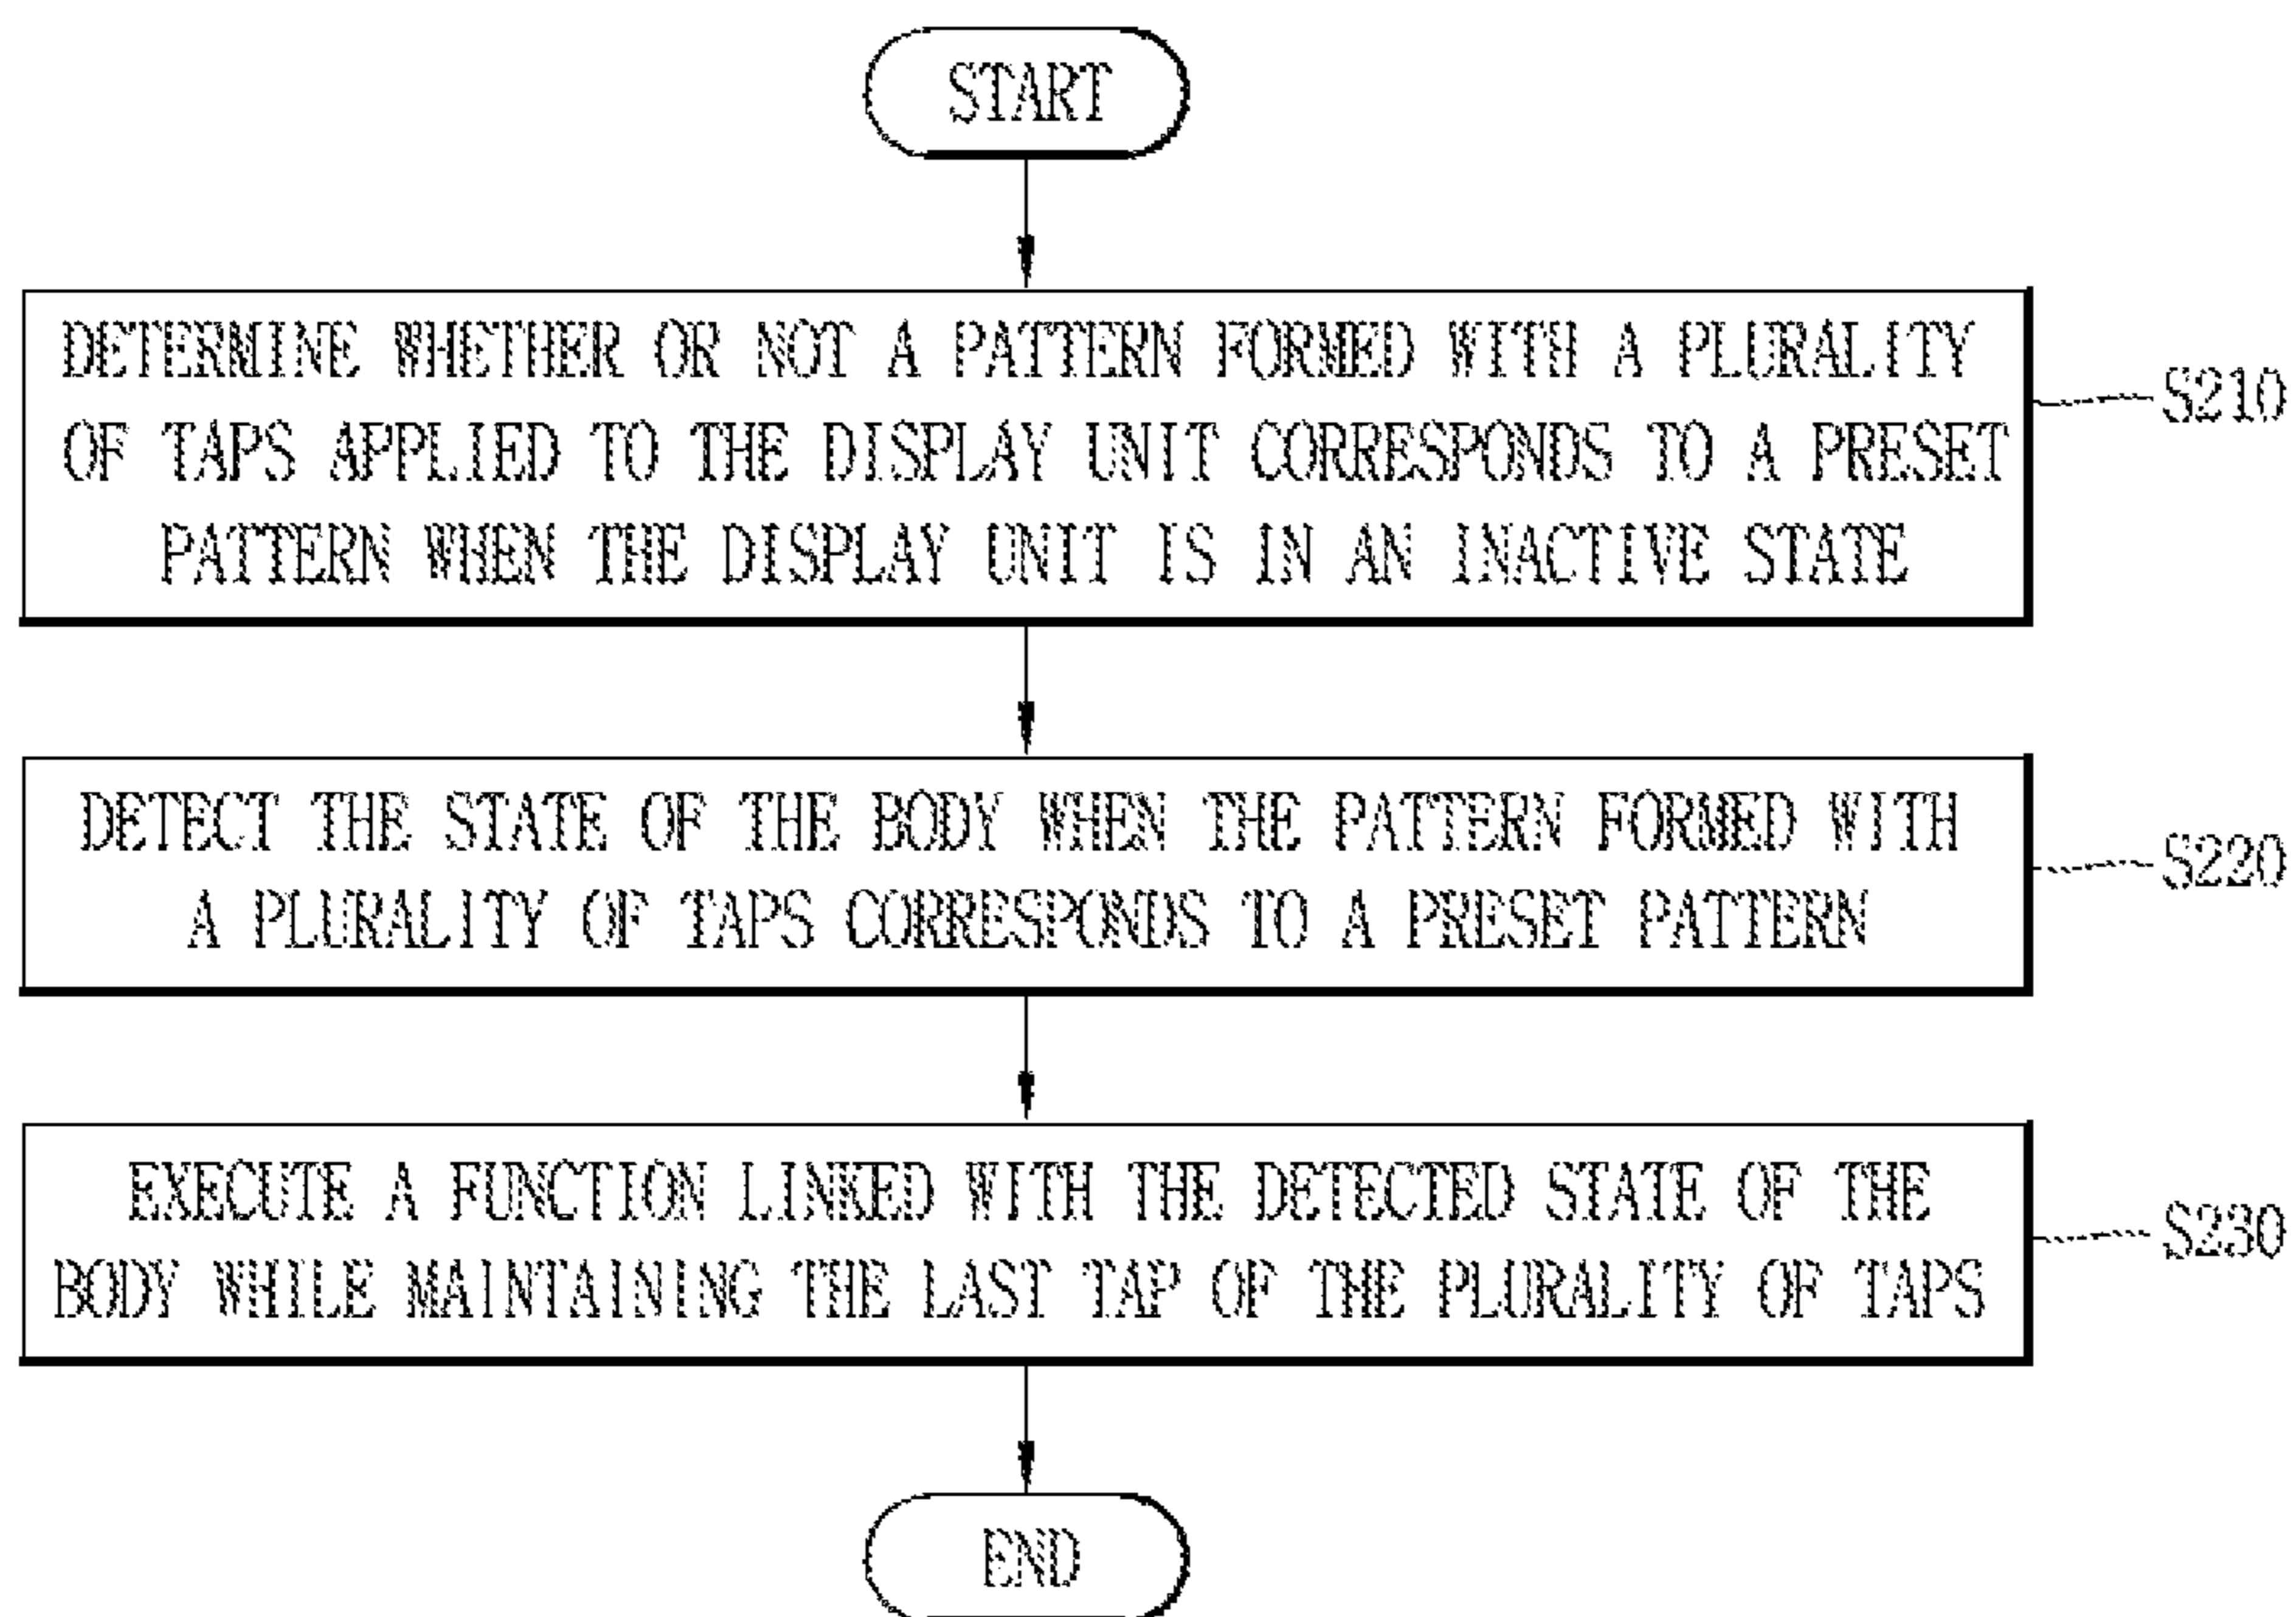 START
DETERMINE WHETHER OR NOT A PATTERN FORMED WITH A PLURALITY
OF TAPS APPLIED TO THE DISPLAY UNIT CORRESPONDS TO A PRESET
PATTERN WHEN THE DISPLAY UNIT IS IN AN INACTIVE STATE
S210
DETECT THE STATE OF THE BODY WHEN THE PATTERN FORMED WITH
A PLURALITY OF TAPS CORRESPONDS TO A PRESET PATTERN
S220
EXECUTE A FUNCTION LINKED WITH THE DETECTED STATE OF THE
BODY WHILE MAINTAINING THE LAST TAP OF THE PLURALITY OF TAPS
S230
END